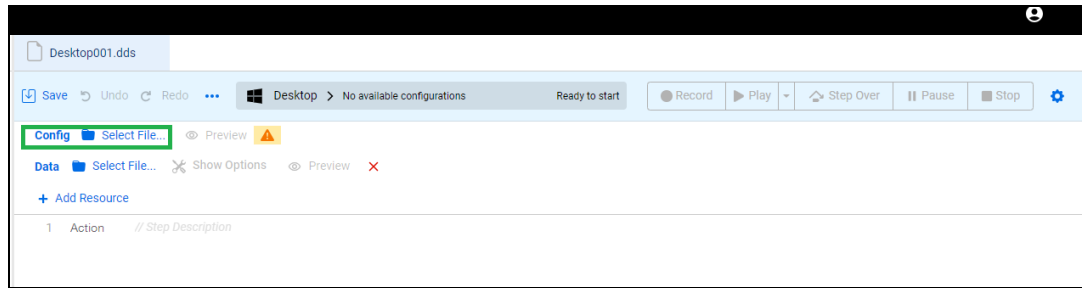 Desktop001.dds
Save Undo Redo ... Desktop > No available configurations Ready to start Record Play Step Over Pause Stop
Config Select File... Preview
Data Select File... Show Options Preview
+ Add Resource
1 Action // Step Description